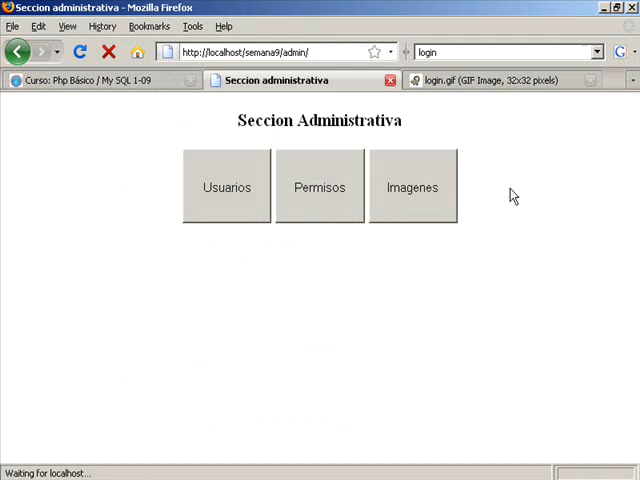 Seccion administrativa - Mozilla Firefox
File Edit View History Bookmarks Tools Help
http://localhost/semana9/admin/ login
Curso: Php Básico / My SQL 1-09 Seccion administrativa login.gif (GIF Image, 32x32 pixels)
Seccion Administrativa
Usuarios Permisos Imagenes
Waiting for localhost...